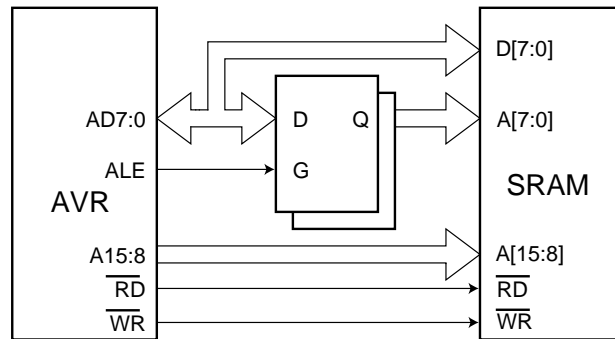 D[7:0]
AD7:0
D
Q
A[7:0]
ALE
G
AVR
SRAM
A15:8
A[15:8]
RD
RD
WR
WR